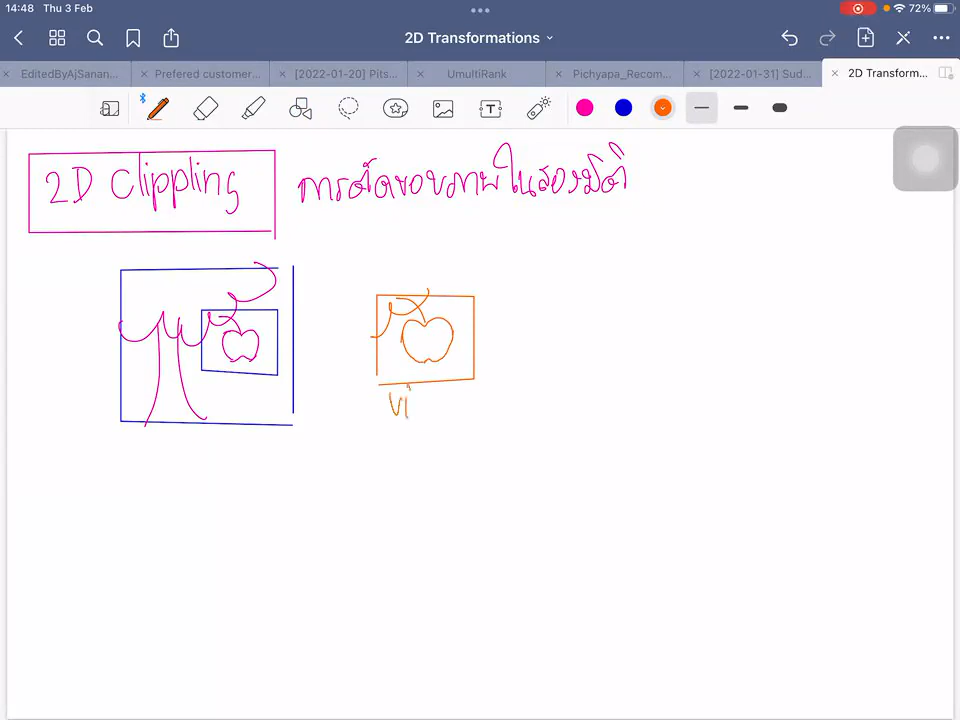 14:48 Thu 3 Feb
72%
2D Transformations
EditedByAjSanan...
Prefered customer...
[2022-01-20] Pits...
UmultiRank
Pichyapa_Recom...
[2022-01-31] Sud...
2D Transform...
2D Clippling การตัดขอบภาพในสองมิติ
Vi